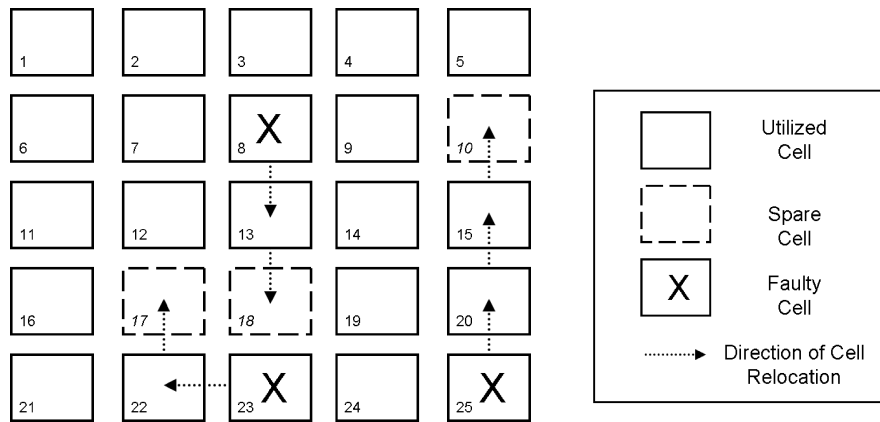 1 2 3 4 5
6 7 8 X 9 10
11 12 13 14 15
16 17 18 19 20
21 22 23 X 24 25 X
Utilized
Cell
Spare
Cell
X Faulty
Cell
Direction of Cell
Relocation